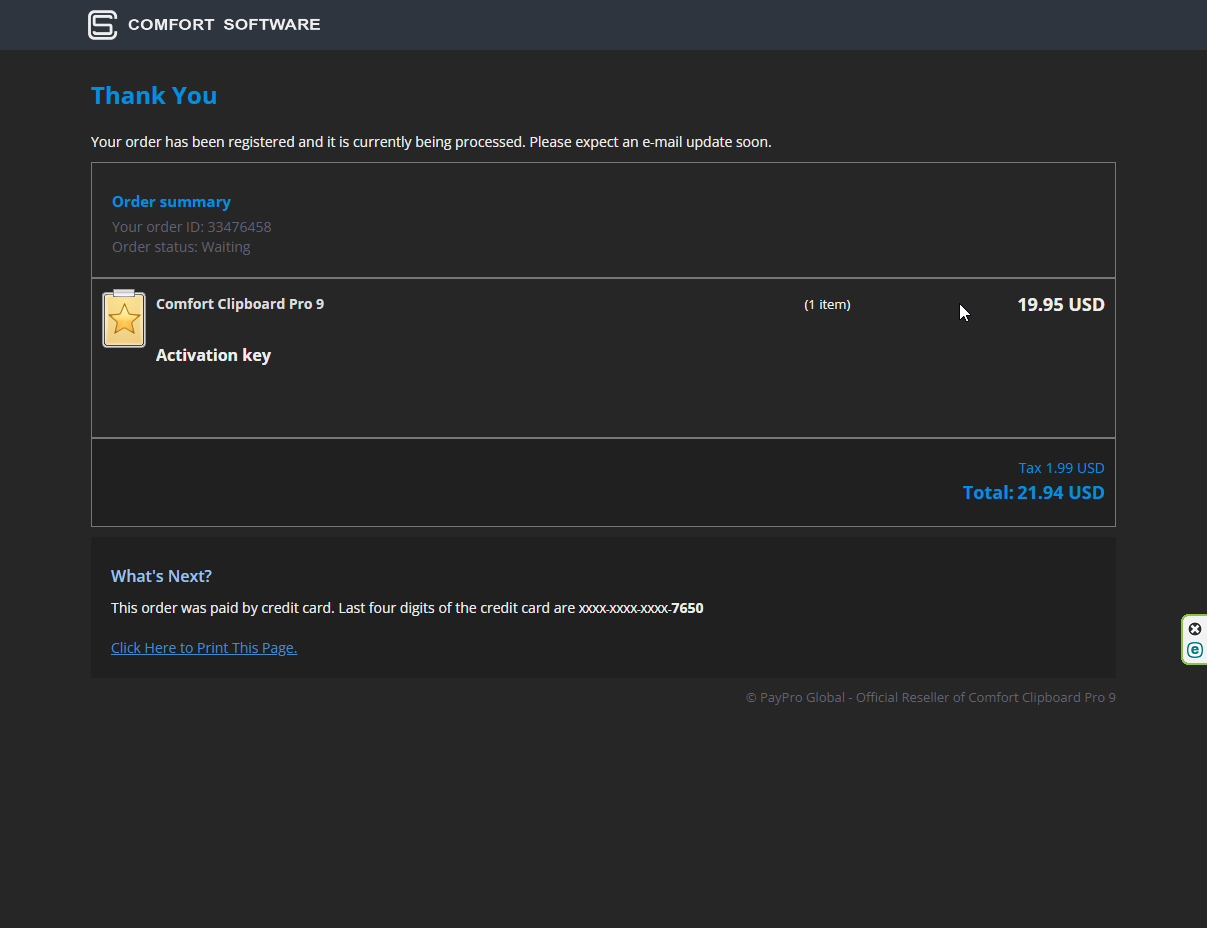 COMFORT SOFTWARE
Thank You
Your order has been registered and it is currently being processed. Please expect an e-mail update soon.
Order summary
Your order ID: 33476458
Order status: Waiting
Comfort Clipboard Pro 9 (1 item) 19.95 USD
Activation key
Tax 1.99 USD
Total: 21.94 USD
What's Next?
This order was paid by credit card. Last four digits of the credit card are xxxx-xxxx-xxxx-7650
Click Here to Print This Page.
© PayPro Global - Official Reseller of Comfort Clipboard Pro 9